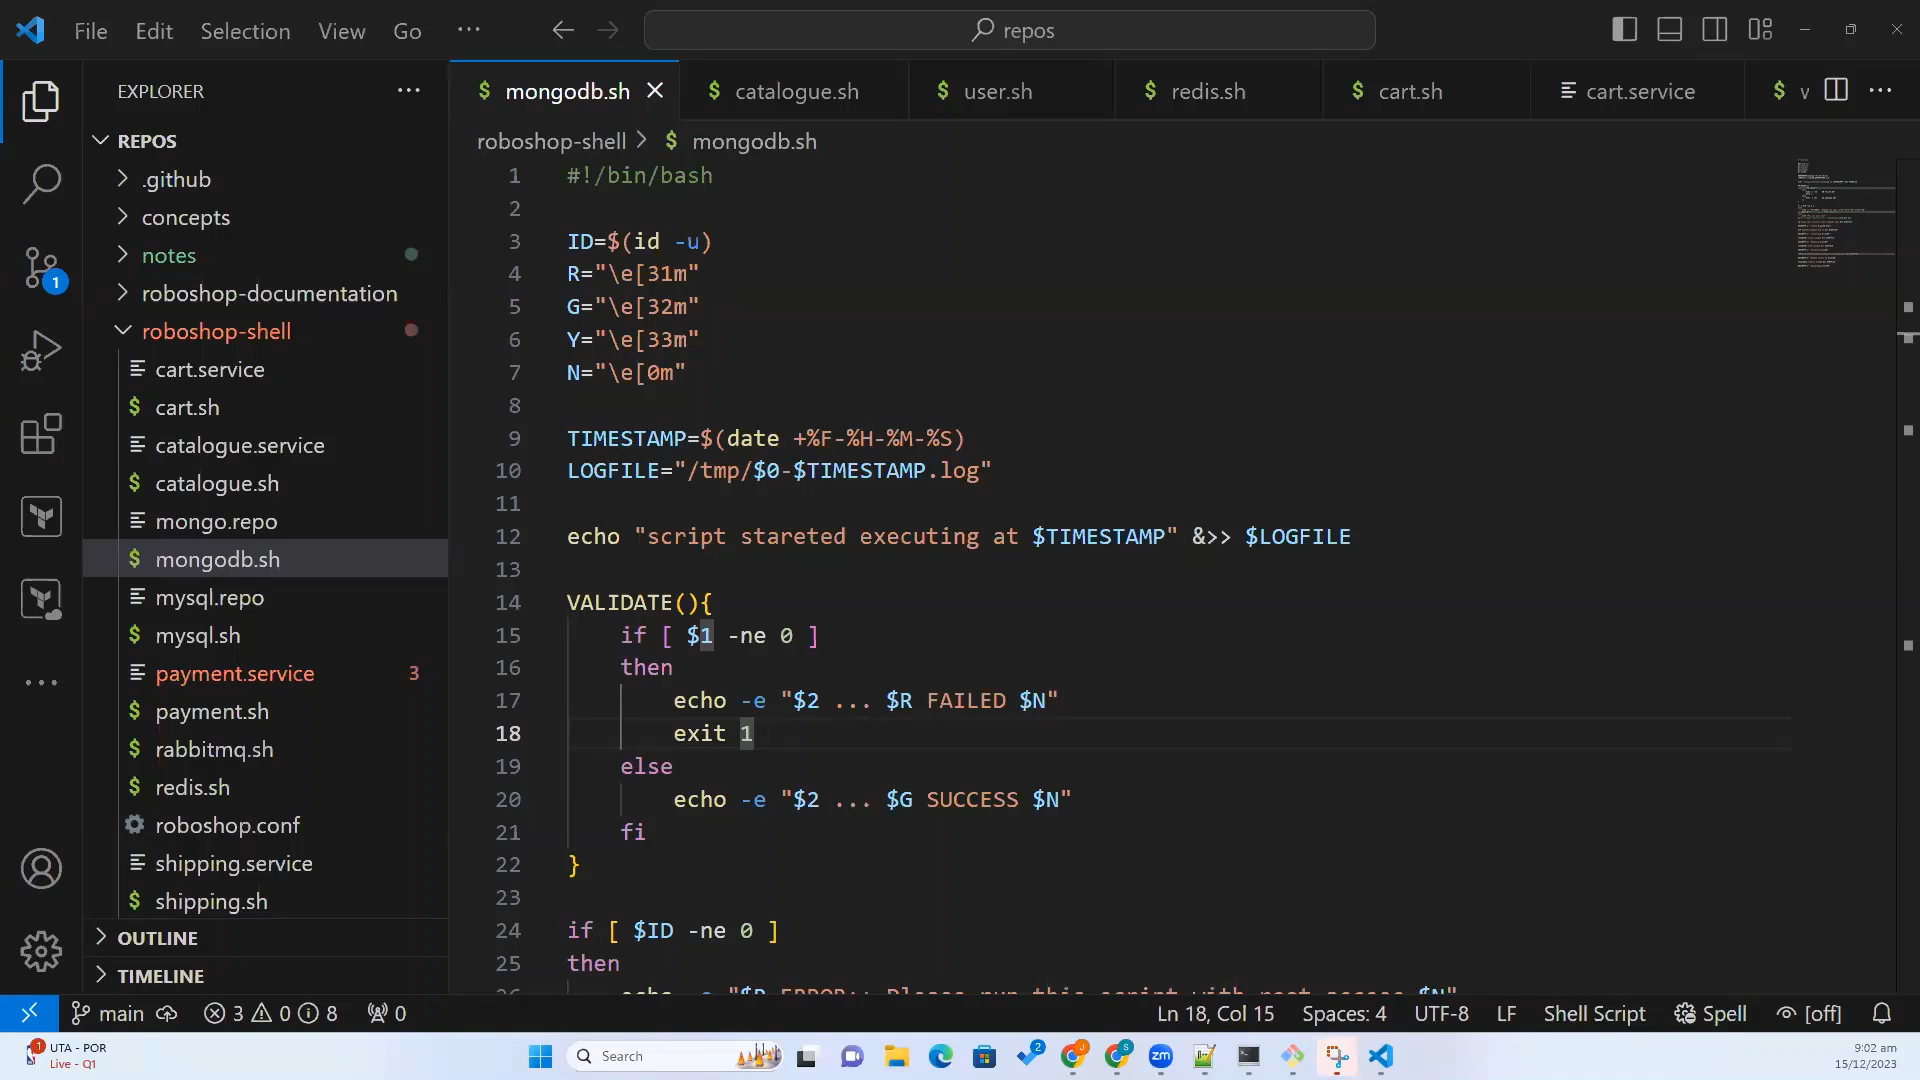 File Edit Selection View Go ··· repos
EXPLORER ···
REPOS
.github
concepts
notes
roboshop-documentation
roboshop-shell
cart.service
cart.sh
catalogue.service
catalogue.sh
mongo.repo
mongodb.sh
mysql.repo
mysql.sh
payment.service 3
payment.sh
rabbitmq.sh
redis.sh
roboshop.conf
shipping.service
shipping.sh
OUTLINE
TIMELINE
1
$ mongodb.sh $ catalogue.sh $ user.sh $ redis.sh $ cart.sh cart.service $ v ···
roboshop-shell > $ mongodb.sh
1 #!/bin/bash
2
3 ID=$(id -u)
4 R="\e[31m"
5 G="\e[32m"
6 Y="\e[33m"
7 N="\e[0m"
8
9 TIMESTAMP=$(date +%F-%H-%M-%S)
10 LOGFILE="/tmp/$0-$TIMESTAMP.log"
11
12 echo "script stareted executing at $TIMESTAMP" &>> $LOGFILE
13
14 VALIDATE(){
15 if [ $1 -ne 0 ]
16 then
17 echo -e "$2 ... $R FAILED $N"
18 exit 1
19 else
20 echo -e "$2 ... $G SUCCESS $N"
21 fi
22 }
23
24 if [ $ID -ne 0 ]
25 then
main 3 0 8 0 Ln 18, Col 15 Spaces: 4 UTF-8 LF Shell Script Spell [off]
1 UTA - POR
Live - Q1
Search
2
J
S
zm
9:02 am
15/12/2023